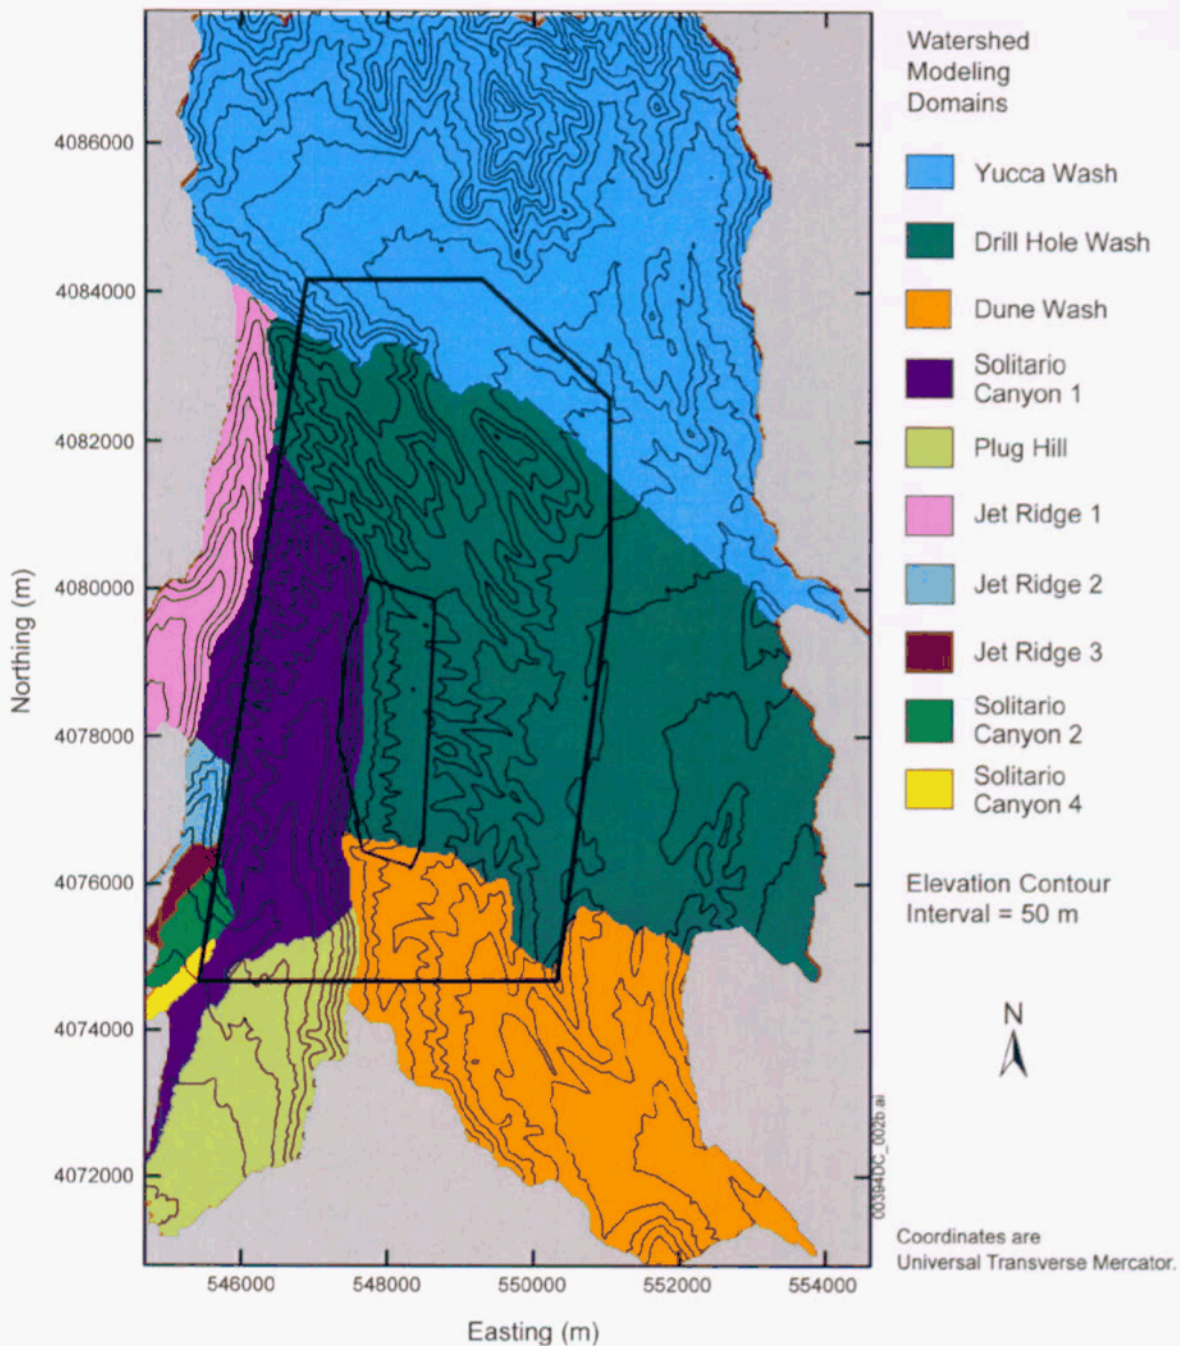 Watershed
Modeling
Domains
Yucca Wash
Drill Hole Wash
Dune Wash
Solitario
Canyon 1
Plug Hill
Jet Ridge 1
Jet Ridge 2
Jet Ridge 3
Solitario
Canyon 2
Solitario
Canyon 4
Elevation Contour
Interval = 50 m
N
00394DC_002b.ai
Coordinates are
Universal Transverse Mercator.
Northing (m)
4086000
4084000
4082000
4080000
4078000
4076000
4074000
4072000
546000 548000 550000 552000 554000
Easting (m)